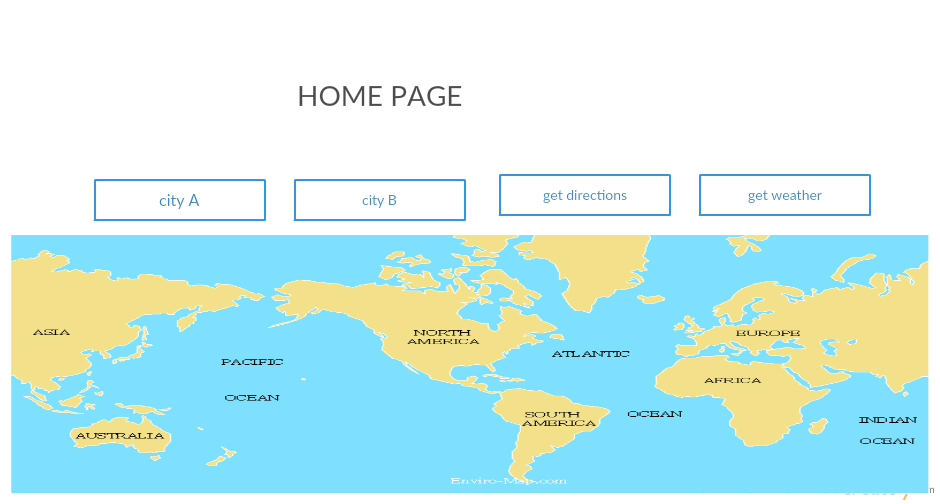 HOME PAGE
city A
city B
get directions
get weather
ASIA
NORTH
AMERICA
EUROPE
ATLANTIC
PACIFIC
AFRICA
OCEAN
SOUTH
AMERICA
OCEAN
INDIAN
AUSTRALIA
OCEAN
Enviro-Map.com